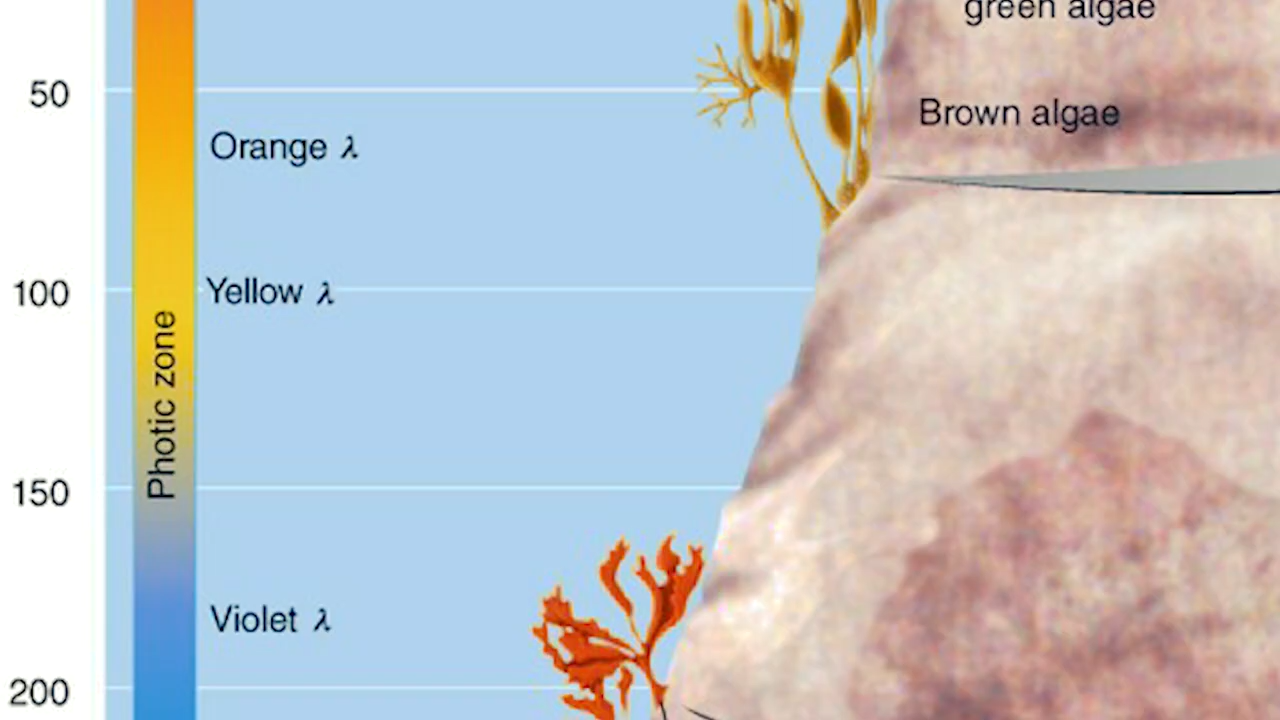 green algae
50
Brown algae
Orange λ
100
Yellow λ
Photic zone
150
Violet λ
200